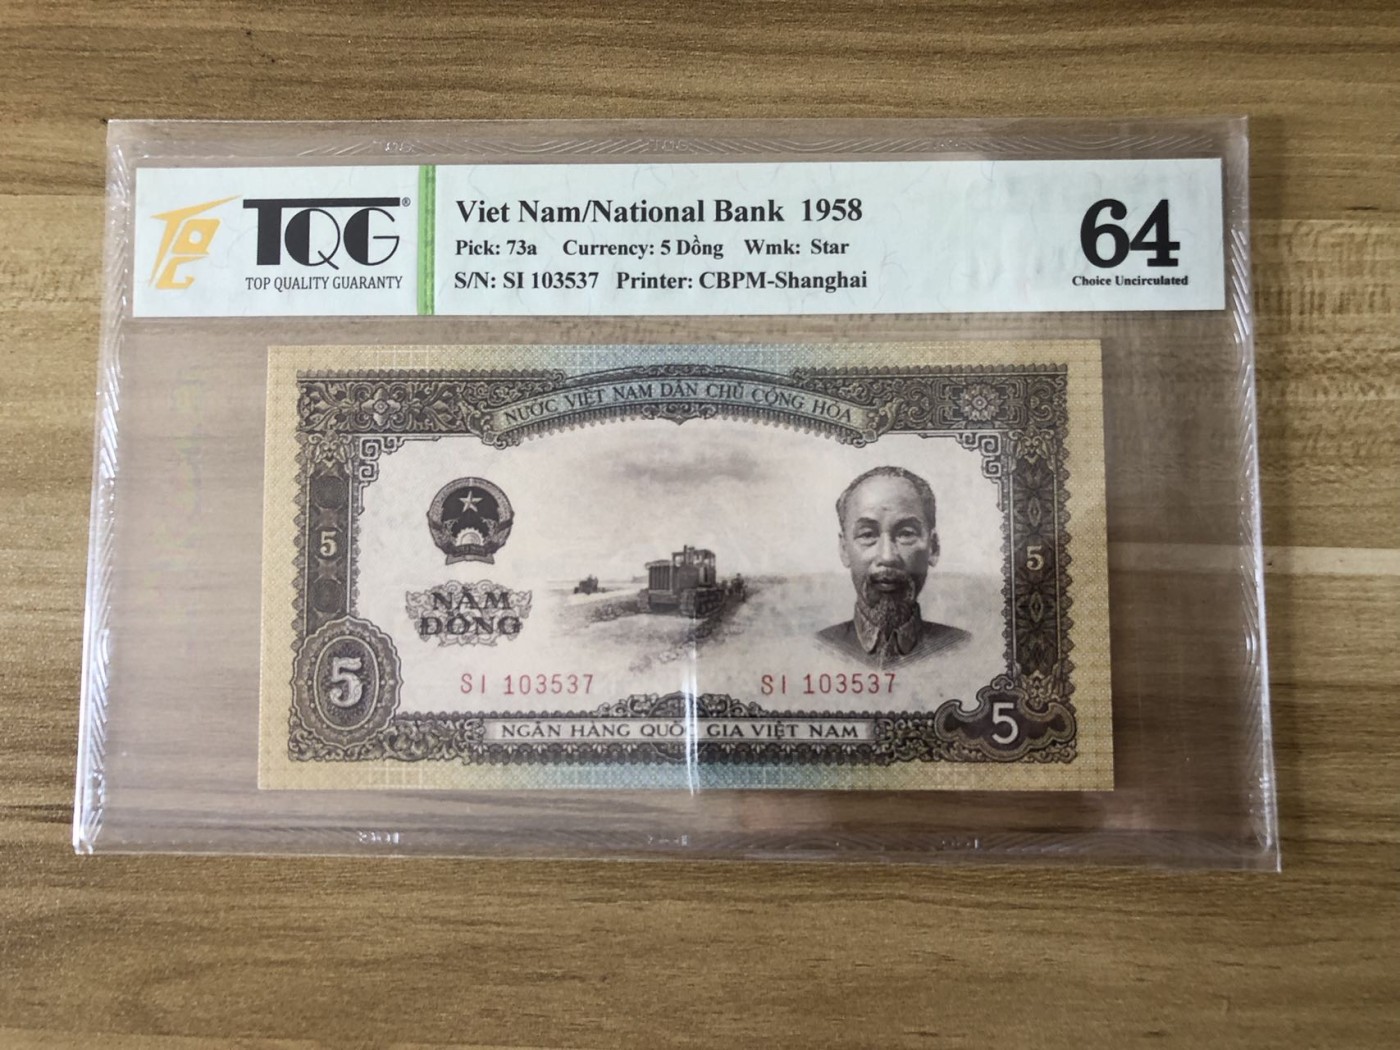 TQG®
TOP QUALITY GUARANTY
Viet Nam/National Bank 1958
Pick: 73a Currency: 5 Dồng Wmk: Star
S/N: SI 103537 Printer: CBPM-Shanghai
64
Choice Uncirculated
NƯỚC VIỆT NAM DÂN CHỦ CỘNG HÒA
5
5
NĂM
ĐỒNG
5
SI 103537
SI 103537
5
NGÂN HÀNG QUỐC GIA VIỆT NAM